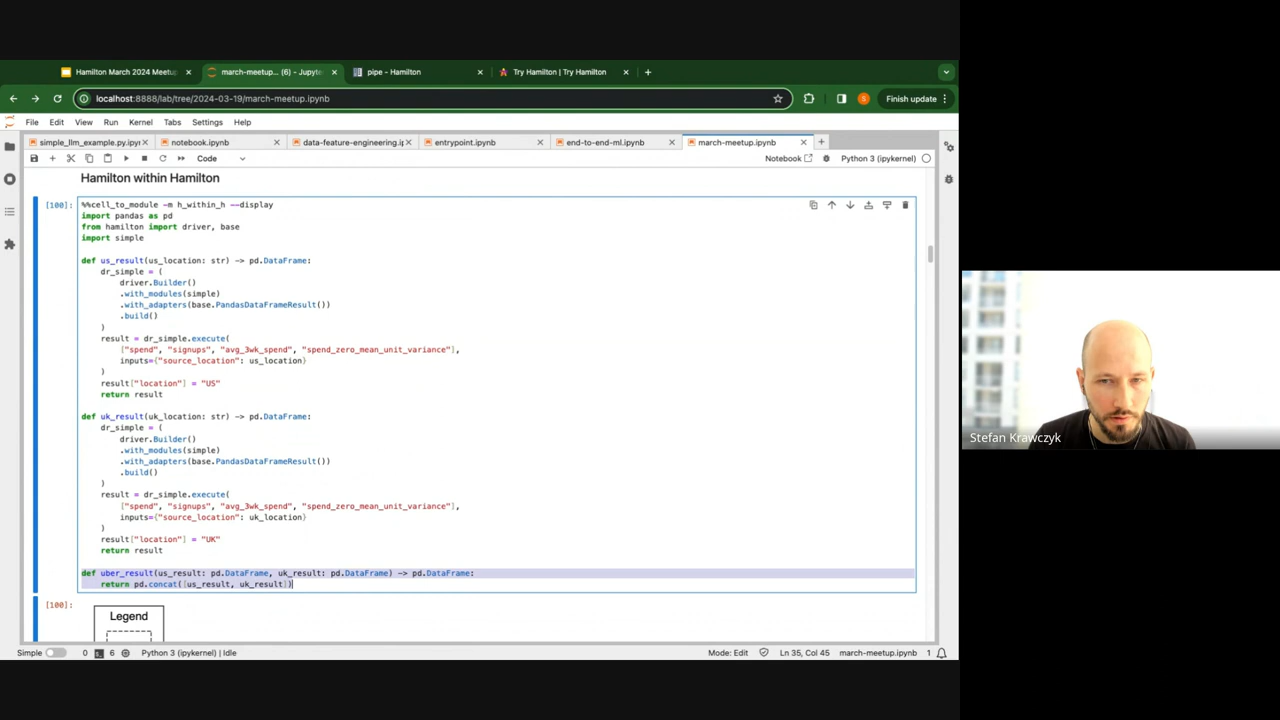 Hamilton March 2024 Meetu
march-meetup... (6) - Jupyte
pipe - Hamilton
Try Hamilton | Try Hamilton
localhost:8888/lab/tree/2024-03-19/march-meetup.ipynb
S
Finish update
File Edit View Run Kernel Tabs Settings Help
simple_llm_example.py.ipyr
notebook.ipynb
data-feature-engineering.ip
entrypoint.ipynb
end-to-end-ml.ipynb
march-meetup.ipynb
Code
Notebook
Python 3 (ipykernel)
Hamilton within Hamilton
[100]:
%%cell_to_module -m h_within_h --display
import pandas as pd
from hamilton import driver, base
import simple
def us_result(us_location: str) -> pd.DataFrame:
dr_simple = (
driver.Builder()
.with_modules(simple)
.with_adapters(base.PandasDataFrameResult())
.build()
)
result = dr_simple.execute(
["spend", "signups", "avg_3wk_spend", "spend_zero_mean_unit_variance"],
inputs={"source_location": us_location}
)
result["location"] = "US"
return result
def uk_result(uk_location: str) -> pd.DataFrame:
dr_simple = (
driver.Builder()
.with_modules(simple)
.with_adapters(base.PandasDataFrameResult())
.build()
)
result = dr_simple.execute(
["spend", "signups", "avg_3wk_spend", "spend_zero_mean_unit_variance"],
inputs={"source_location": uk_location}
)
result["location"] = "UK"
return result
def uber_result(us_result: pd.DataFrame, uk_result: pd.DataFrame) -> pd.DataFrame:
return pd.concat([us_result, uk_result])
[100]:
Legend
Simple
0
6
Python 3 (ipykernel) | Idle
Mode: Edit
Ln 35, Col 45
march-meetup.ipynb
1
Stefan Krawczyk